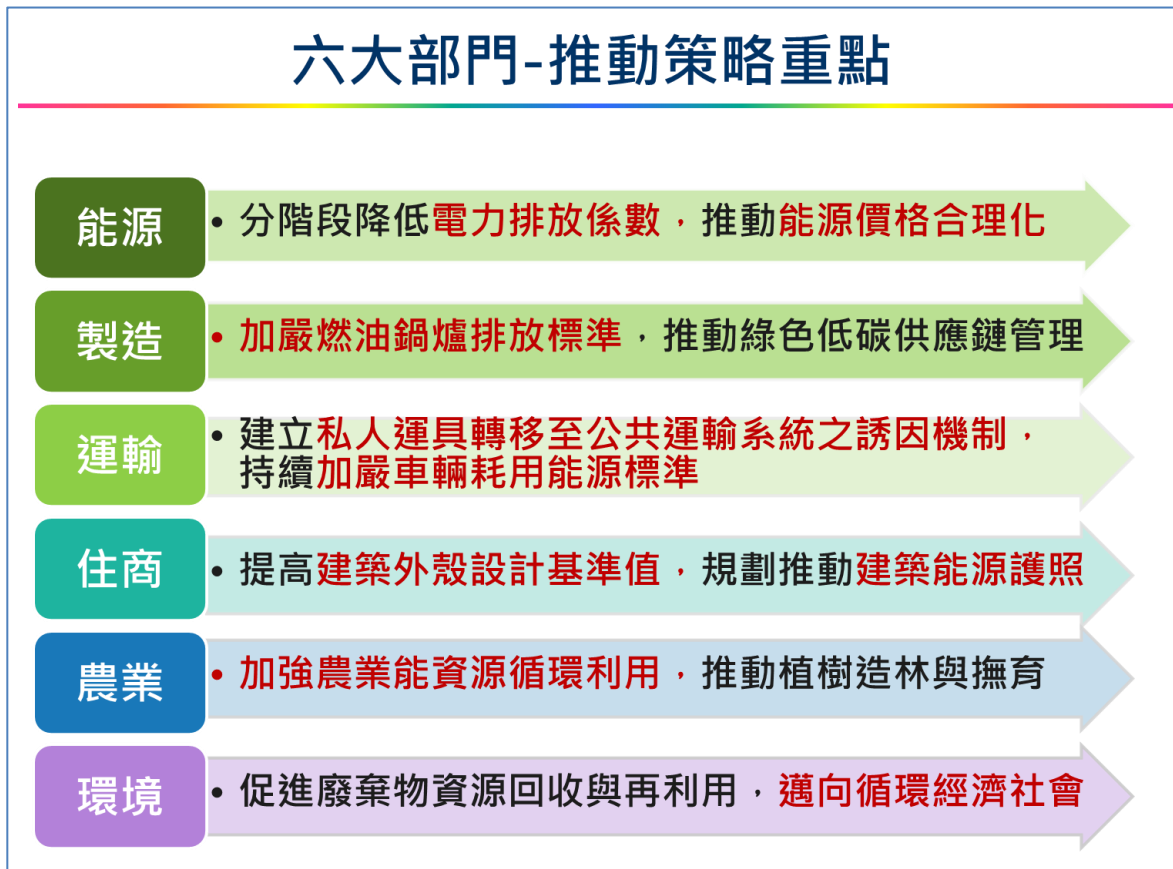 六大部門-推動策略重點
能源
• 分階段降低電力排放係數，推動能源價格合理化
製造
• 加嚴燃油鍋爐排放標準，推動綠色低碳供應鏈管理
運輸
• 建立私人運具轉移至公共運輸系統之誘因機制，
持續加嚴車輛耗用能源標準
住商
• 提高建築外殼設計基準值，規劃推動建築能源護照
農業
• 加強農業能資源循環利用，推動植樹造林與撫育
環境
• 促進廢棄物資源回收與再利用，邁向循環經濟社會